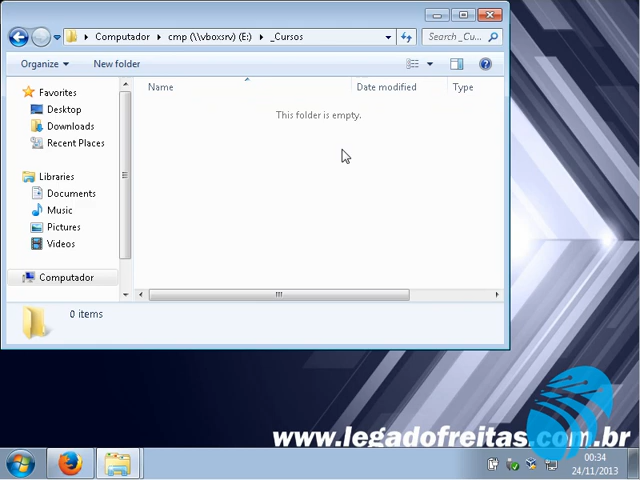 Computador cmp (\\vboxsrv) (E:) _Cursos
Search _Cu...
Organize New folder
Name Date modified Type
This folder is empty.
Favorites
Desktop
Downloads
Recent Places
Libraries
Documents
Music
Pictures
Videos
Computador
0 items
www.legadofreitas.com.br
00:34
24/11/2013